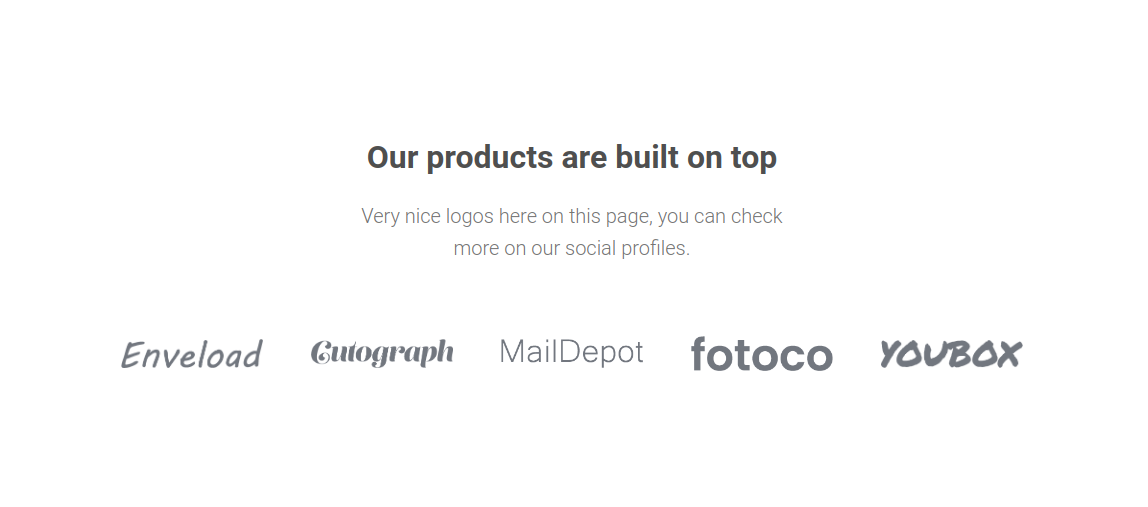 Our products are built on top
Very nice logos here on this page, you can check
more on our social profiles.
Enveload Gutograph MailDepot fotoco YOUBOX